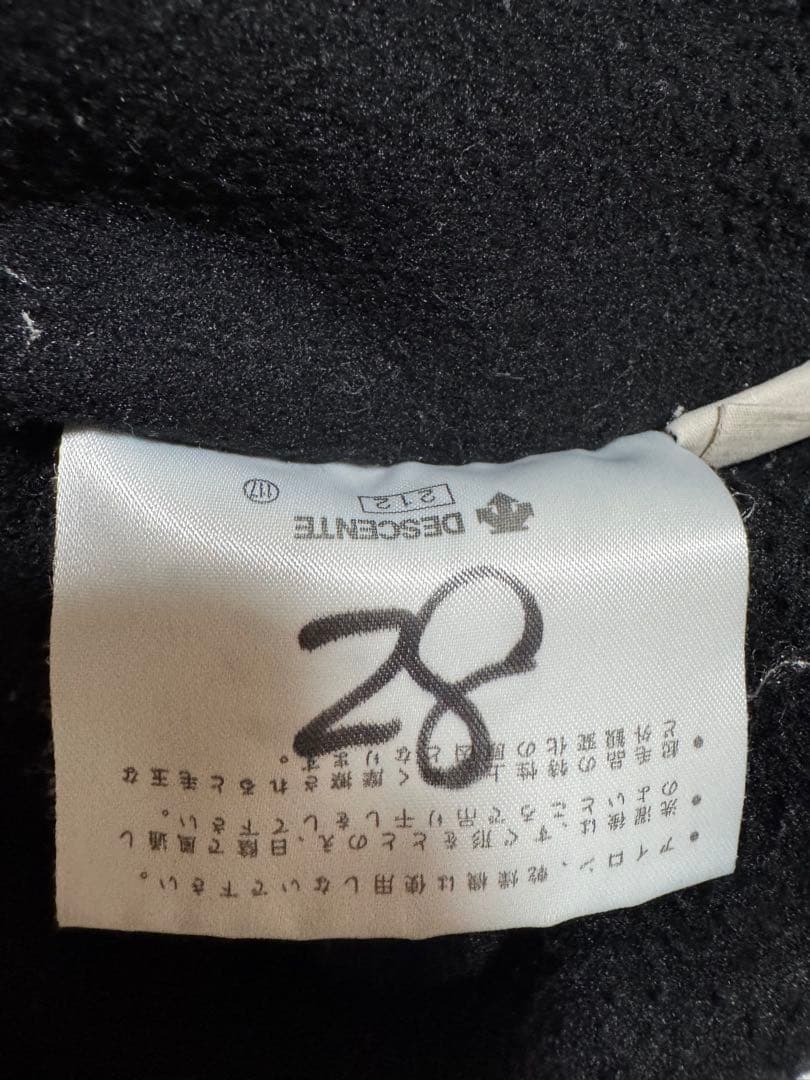 • アイロン、乾燥機は使用しないで下さい。
• 洗濯後は、すぐ形をととのえ、日陰で風通し
のよいところで吊り干しをして下さい。
• 起毛品の特性上 く摩擦されると毛玉な
ど外観変化の原因となります。
28
DESCENTE
212 117